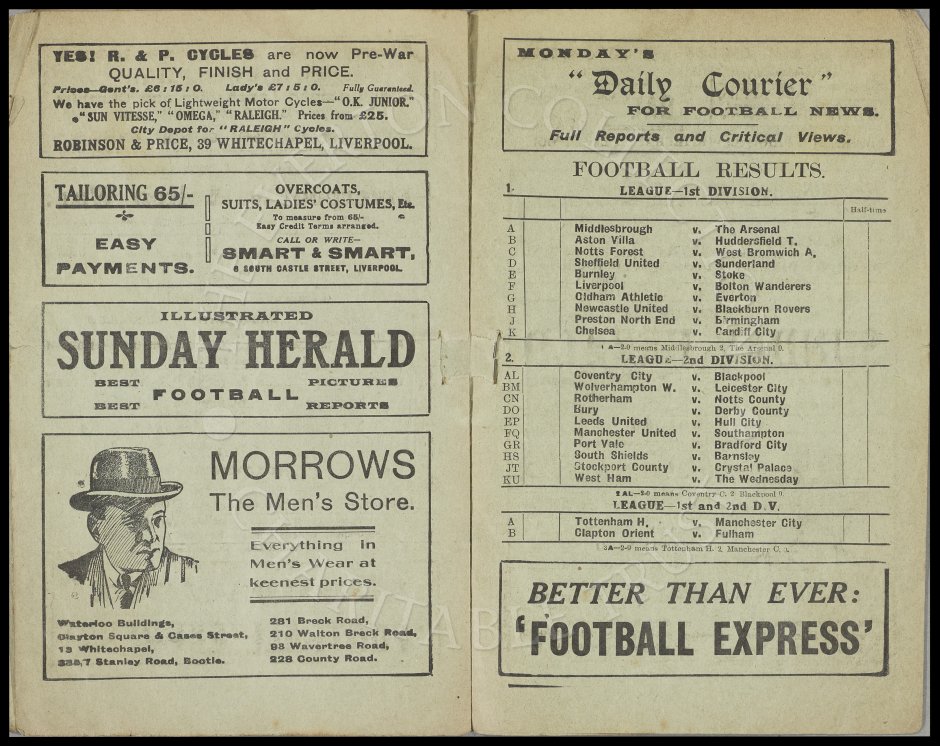 YES! R. & P. CYCLES are now Pre-War
QUALITY, FINISH and PRICE.
Prices—Gent's. £6 : 15 : 0. Lady's £7 : 5 : 0. Fully Guaranteed.
We have the pick of Lightweight Motor Cycles—"O.K. JUNIOR,"
"SUN VITESSE," "OMEGA," "RALEIGH." Prices from £25.
City Depot for "RALEIGH" Cycles.
ROBINSON & PRICE, 39 WHITECHAPEL, LIVERPOOL.
TAILORING 65/-
EASY
PAYMENTS.
OVERCOATS,
SUITS, LADIES' COSTUMES, Etc.
To measure from 65/-
Easy Credit Terms arranged.
CALL OR WRITE—
SMART & SMART,
6 SOUTH CASTLE STREET, LIVERPOOL.
ILLUSTRATED
SUNDAY HERALD
BEST FOOTBALL PICTURES
BEST REPORTS
MORROWS
The Men's Store.
Everything in
Men's Wear at
keenest prices.
Waterloo Buildings,
Clayton Square & Cases Street,
13 Whitechapel,
Stanley Road, Bootle.
281 Breck Road,
210 Walton Breck Road,
98 Wavertree Road,
228 County Road.
MONDAY'S
"Daily Courier"
FOR FOOTBALL NEWS.
Full Reports and Critical Views.
FOOTBALL RESULTS.
1. LEAGUE—1st DIVISION.
Half-time
A Middlesbrough v. The Arsenal
B Aston Villa v. Huddersfield T.
C Notts Forest v. West Bromwich A.
D Sheffield United v. Sunderland
E Burnley v. Stoke
F Liverpool v. Bolton Wanderers
G Oldham Athletic v. Everton
H Newcastle United v. Blackburn Rovers
J Preston North End v. Birmingham
K Chelsea v. Cardiff City
1 A—2-0 means Middlesbrough 2, The Arsenal 0.
2. LEAGUE—2nd DIVISION.
AL Coventry City v. Blackpool
BM Wolverhampton W. v. Leicester City
CN Rotherham v. Notts County
DO Bury v. Derby County
EP Leeds United v. Hull City
FQ Manchester United v. Southampton
GR Port Vale v. Bradford City
HS South Shields v. Barnsley
JT Stockport County v. Crystal Palace
KU West Ham v. The Wednesday
2 AL—2-0 means Coventry C. 2 Blackpool 0.
LEAGUE—1st and 2nd D.V.
A Tottenham H. v. Manchester City
B Clapton Orient v. Fulham
3A—2-0 means Tottenham H. 2, Manchester C.
BETTER THAN EVER:
'FOOTBALL EXPRESS'